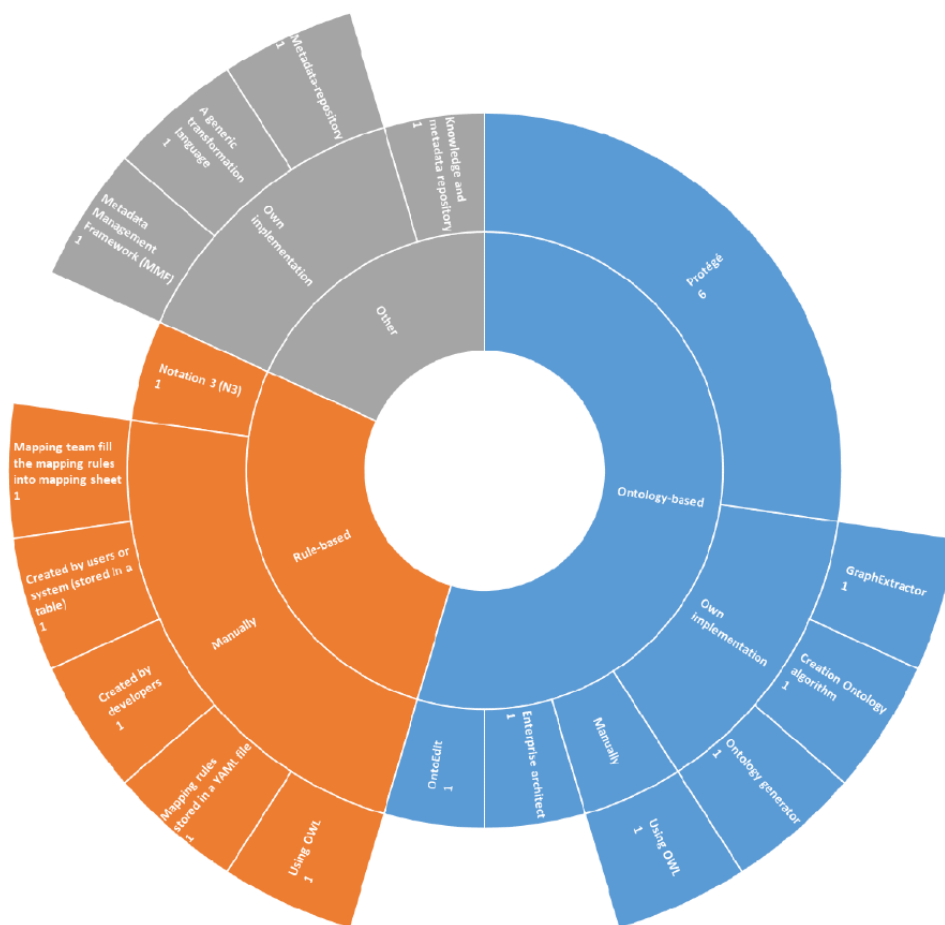 Metadata-repository
1
A generic
transformation
language
1
Metadata
Management
Framework (MMF)
1
Own
implementation
Knowledge and
metadata repository
1
Other
Protégé
6
Ontology-based
Own
implementation
GraphExtractor
1
Creation Ontology
algorithm
1
Ontology generator
1
Manually
Using OWL
1
Enterprise architect
1
OntoEdit
1
Rule-based
Notation 3 (N3)
1
Manually
Mapping team fill
the mapping rules
into mapping sheet
1
Created by users or
system (stored in a
table)
1
Created by
developers
1
Mapping rules
stored in a YAML file
1
Using OWL
1